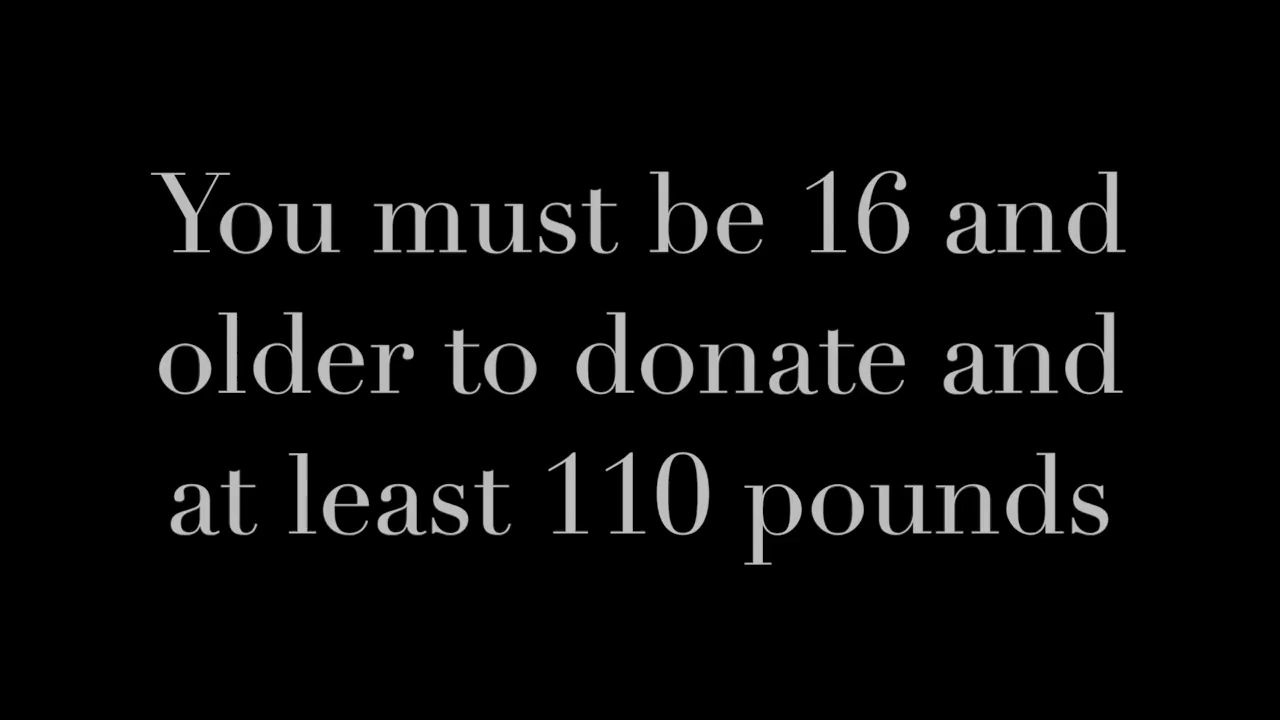 You must be 16 and
older to donate and
at least 110 pounds